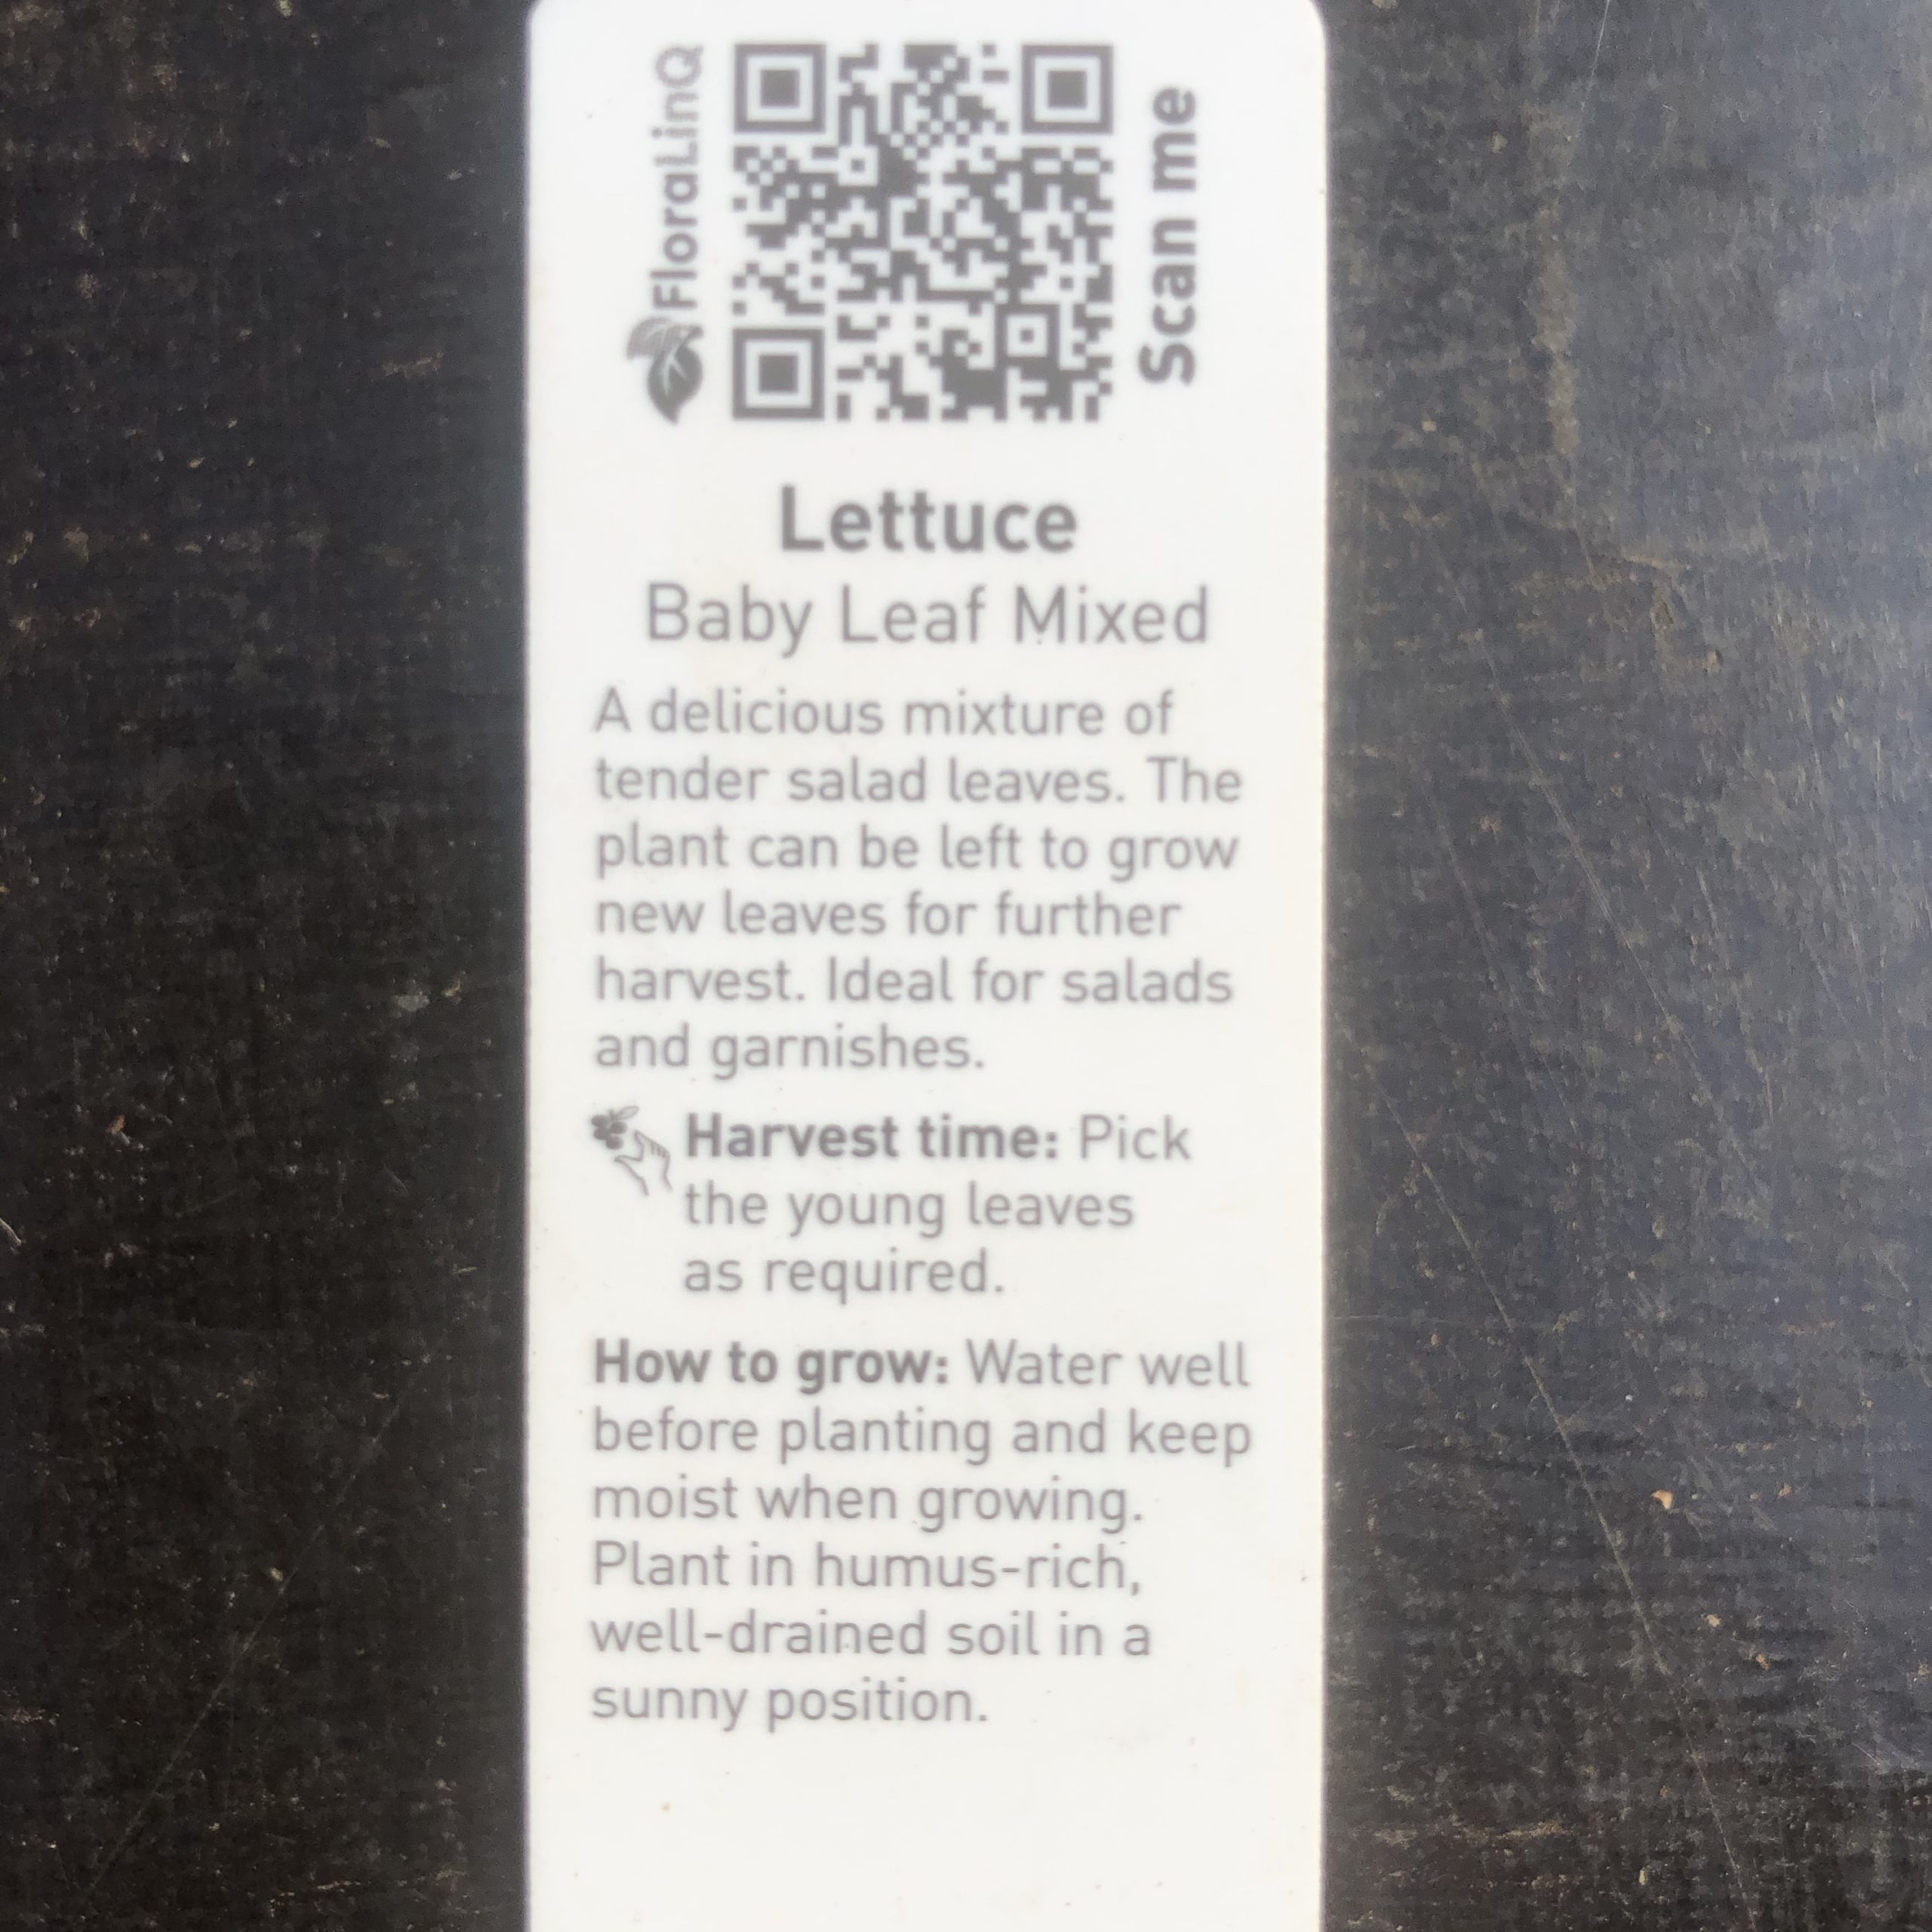 FloraLinQ
Scan me
Lettuce
Baby Leaf Mixed
A delicious mixture of
tender salad leaves. The
plant can be left to grow
new leaves for further
harvest. Ideal for salads
and garnishes.
Harvest time: Pick
the young leaves
as required.
How to grow: Water well
before planting and keep
moist when growing.
Plant in humus-rich,
well-drained soil in a
sunny position.